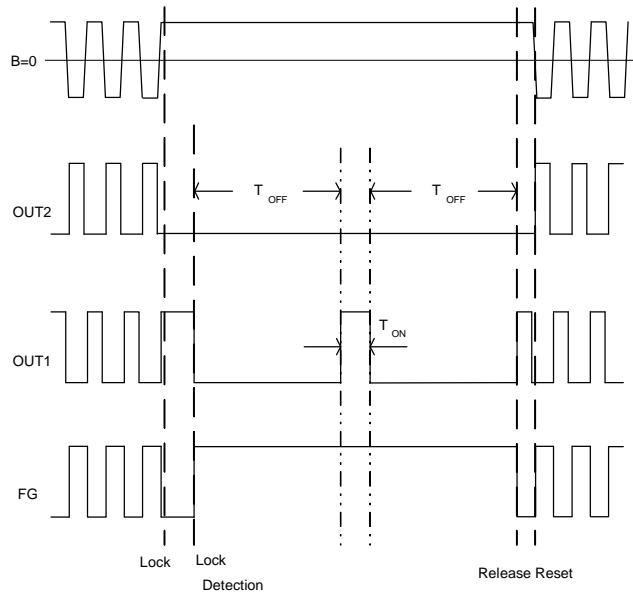 B=0
T OFF
T OFF
OUT2
T ON
OUT1
FG
Lock
Lock
Detection
Release Reset